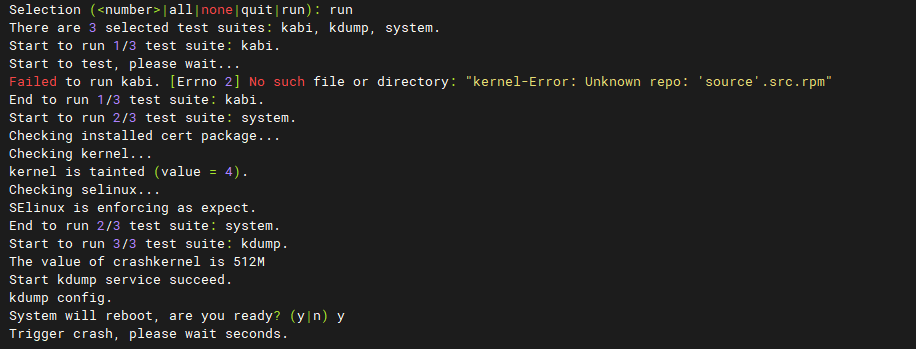 Selection (<number>|all|none|quit|run): run
There are 3 selected test suites: kabi, kdump, system.
Start to run 1/3 test suite: kabi.
Start to test, please wait...
Failed to run kabi. [Errno 2] No such file or directory: "kernel-Error: Unknown repo: 'source'.src.rpm"
End to run 1/3 test suite: kabi.
Start to run 2/3 test suite: system.
Checking installed cert package...
Checking kernel...
kernel is tainted (value = 4).
Checking selinux...
SElinux is enforcing as expect.
End to run 2/3 test suite: system.
Start to run 3/3 test suite: kdump.
The value of crashkernel is 512M
Start kdump service succeed.
kdump config.
System will reboot, are you ready? (y|n) y
Trigger crash, please wait seconds.